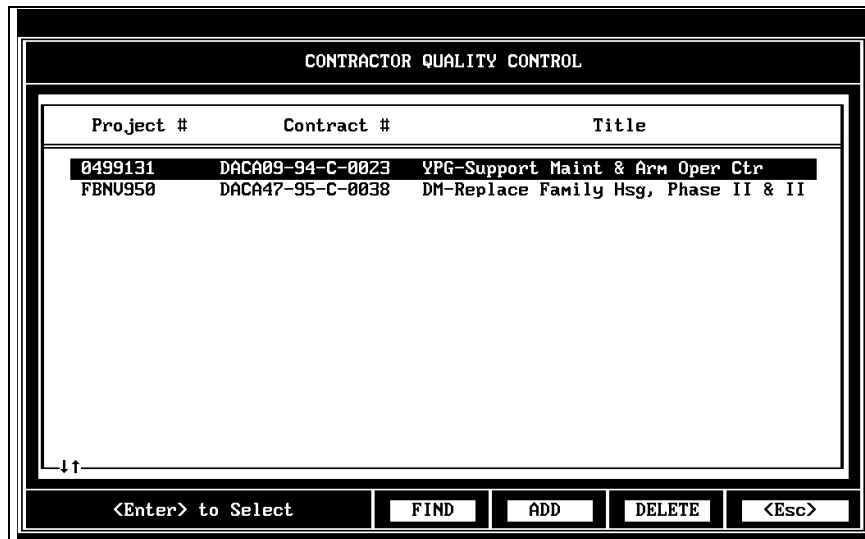 CONTRACTOR QUALITY CONTROL
Project # Contract # Title
0499131 DACA09-94-C-0023 YPG-Support Maint & Arm Oper Ctr
FBNV950 DACA47-95-C-0038 DM-Replace Family Hsg, Phase II & II
↓↑
<Enter> to Select FIND ADD DELETE <Esc>